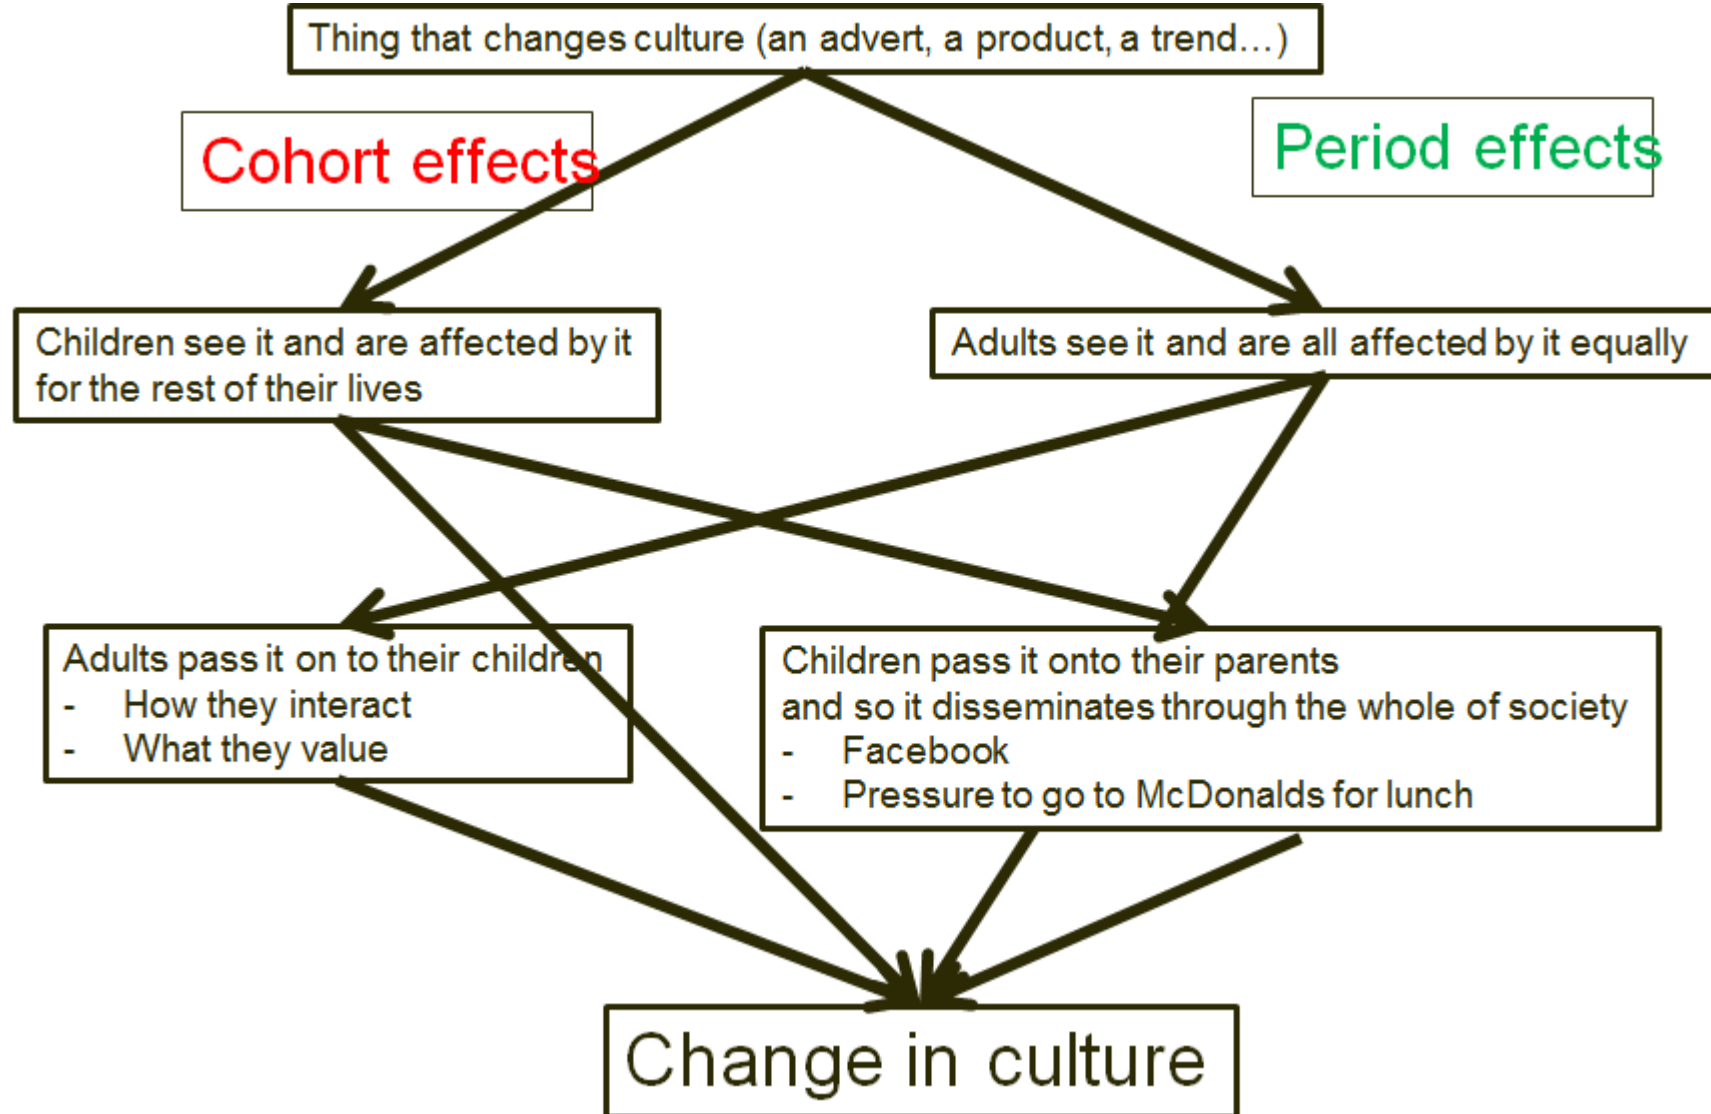 Thing that changes culture (an advert, a product, a trend…)
Cohort effects
Period effects
Children see it and are affected by it
for the rest of their lives
Adults see it and are all affected by it equally
Adults pass it on to their children
- How they interact
- What they value
Children pass it onto their parents
and so it disseminates through the whole of society
- Facebook
- Pressure to go to McDonalds for lunch
Change in culture